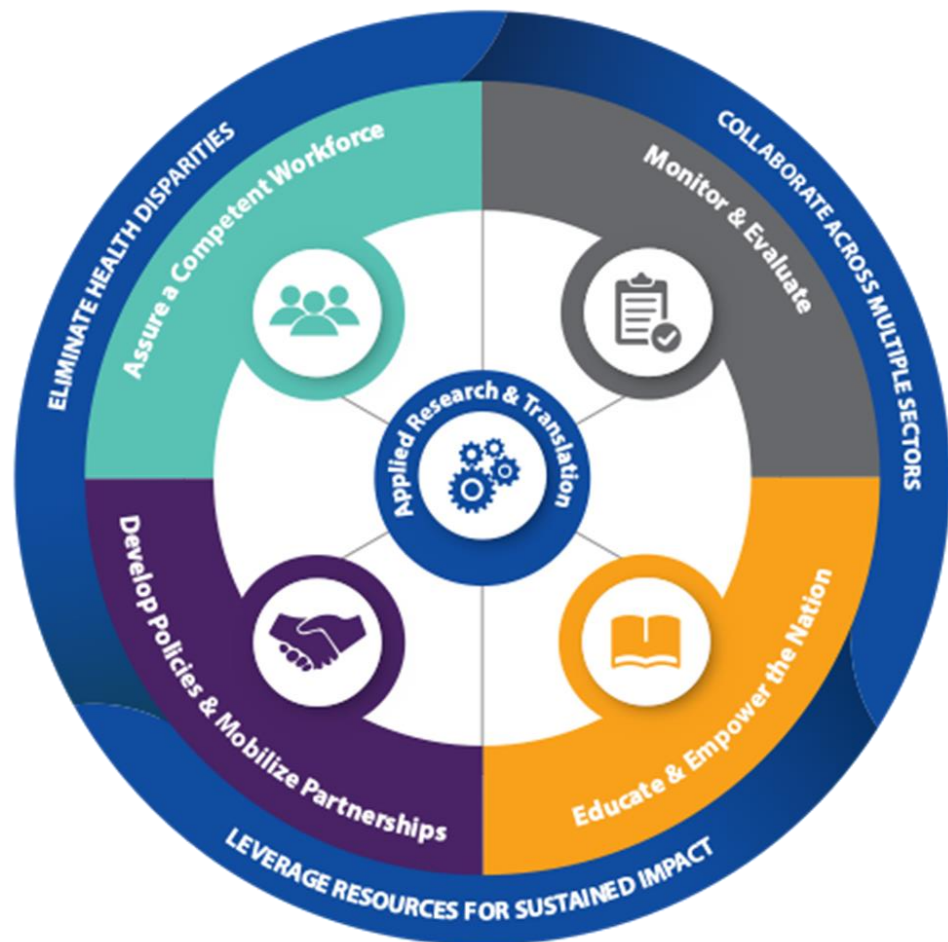 ELIMINATE HEALTH DISPARITIES
COLLABORATE ACROSS MULTIPLE SECTORS
LEVERAGE RESOURCES FOR SUSTAINED IMPACT
Assure a Competent Workforce
Monitor & Evaluate
Applied Research & Translation
Develop Policies & Mobilize Partnerships
Educate & Empower the Nation